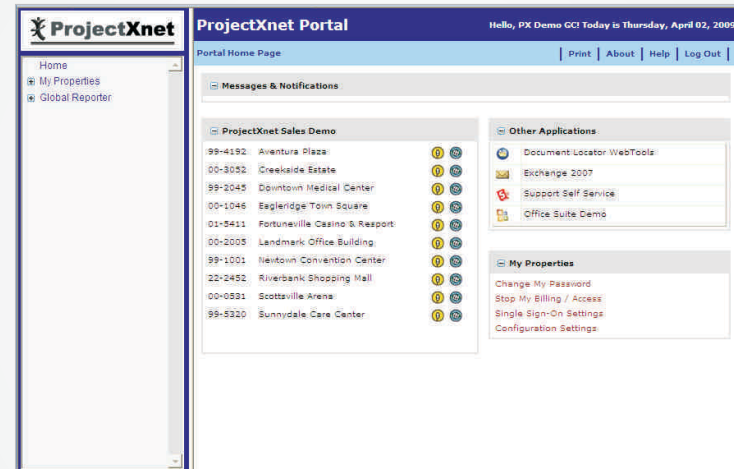 ProjectXnet
ProjectXnet Portal
Hello, PX Demo GC! Today is Thursday, April 02, 2009
Portal Home Page
Print | About | Help | Log Out |
Home
My Properties
Global Reporter
Messages & Notifications
ProjectXnet Sales Demo
99-4192 Aventura Plaza
00-3052 Creekside Estate
99-2045 Downtown Medical Center
00-1046 Eagleridge Town Square
01-5411 Fortuneville Casino & Resport
00-2005 Landmark Office Building
99-1001 Newtown Convention Center
22-2452 Riverbank Shopping Mall
00-0531 Scottsville Arena
99-5320 Sunnydale Care Center
Other Applications
Document Locator WebTools
Exchange 2007
Support Self Service
Office Suite Demo
My Properties
Change My Password
Stop My Billing / Access
Single Sign-On Settings
Configuration Settings